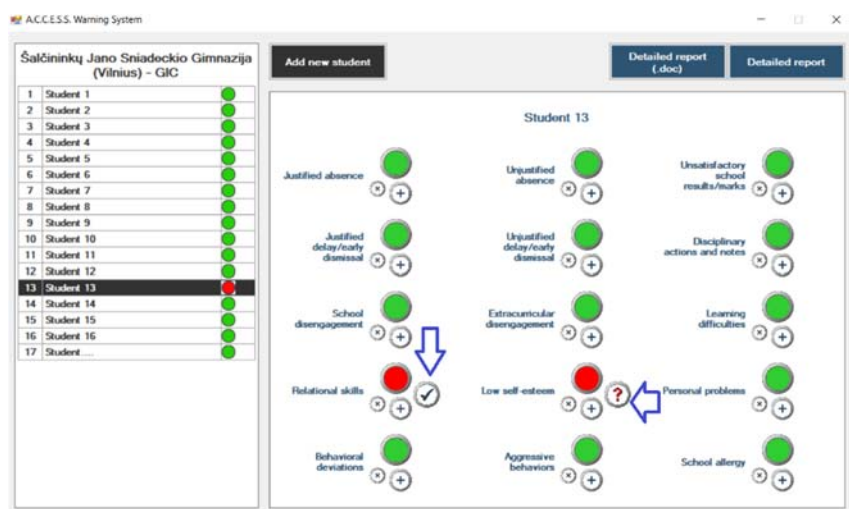 A.C.C.E.S.S. Warning System
Šalčininkų Jano Sniadeckio Gimnazija
(Vilnius) - GIC
1 Student 1
2 Student 2
3 Student 3
4 Student 4
5 Student 5
6 Student 6
7 Student 7
8 Student 8
9 Student 9
10 Student 10
11 Student 11
12 Student 12
13 Student 13
14 Student 14
15 Student 15
16 Student 16
17 Student.....
Add new student
Detailed report
(.doc)
Detailed report
Student 13
Justified absence
Unjustified
absence
Unsatisfactory
school
results/marks
Justified
delay/early
dismissal
Unjustified
delay/early
dismissal
Disciplinary
actions and notes
School
disengagement
Extracurricular
disengagement
Learning
difficulties
Relational skills
Low self-esteem
?
Personal problems
Behavioral
deviations
Aggressive
behaviors
School allergy